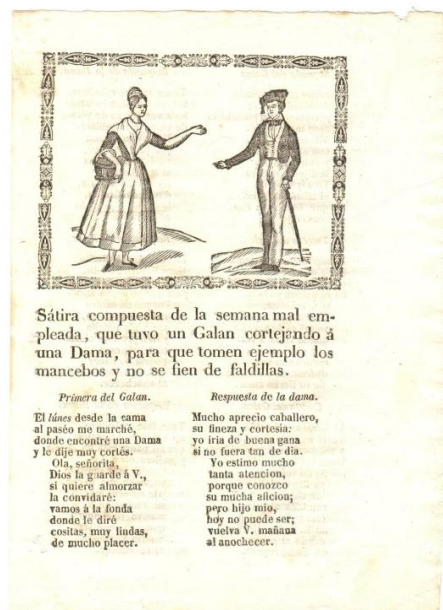 Sátira compuesta de la semana mal em-
pleada, que tuvo un Galan cortejando á
una Dama, para que tomen ejemplo los
mancebos y no se fien de faldillas.
Primera del Galan.
El lúnes desde la cama
al paséo me marché,
donde encontré una Dama
y le dije muy cortés.
Ola, señorita,
Dios la guarde á V.,
si quiere almorzar
la convidaré:
vamos á la fonda
donde le diré
cositas, muy lindas,
de mucho placer.
Respuesta de la dama.
Mucho aprecio caballero,
su fineza y cortesía:
yo iria de buena gana
si no fuera tan de dia.
Yo estimo mucho
tanta atencion,
porque conozco
su mucha aficion;
pero hijo mio,
hoy no puede ser;
vuelva V. mañana
al anochecer.